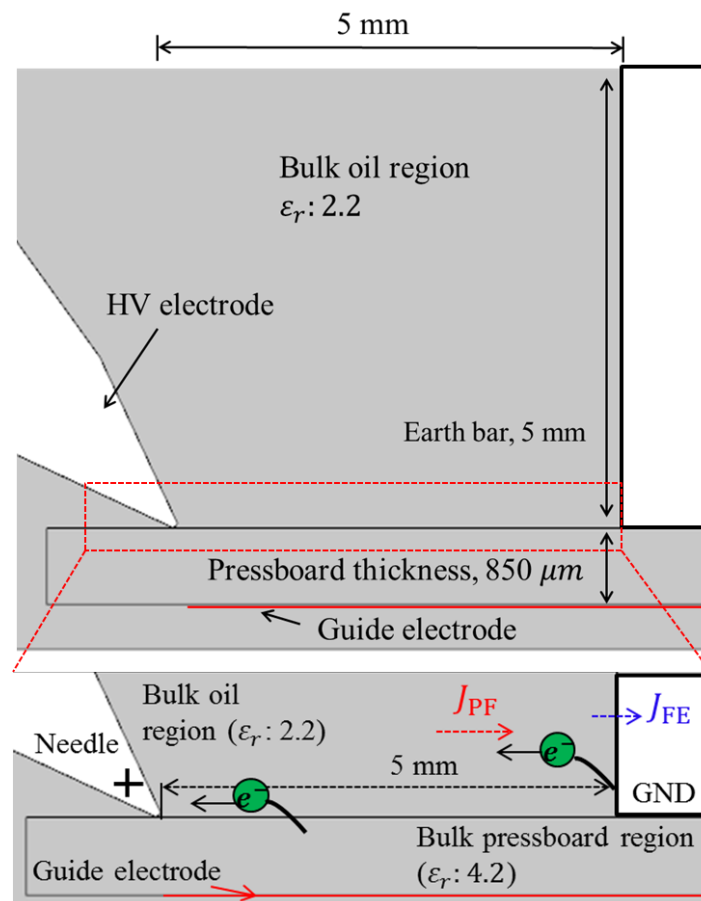 5 mm
Bulk oil region
εᵣ: 2.2
HV electrode
Earth bar, 5 mm
Pressboard thickness, 850 μm
Guide electrode
Bulk oil
region (εᵣ: 2.2)
J_PF
J_FE
Needle
e⁻
5 mm
+
e⁻
GND
Bulk pressboard region
(εᵣ: 4.2)
Guide electrode